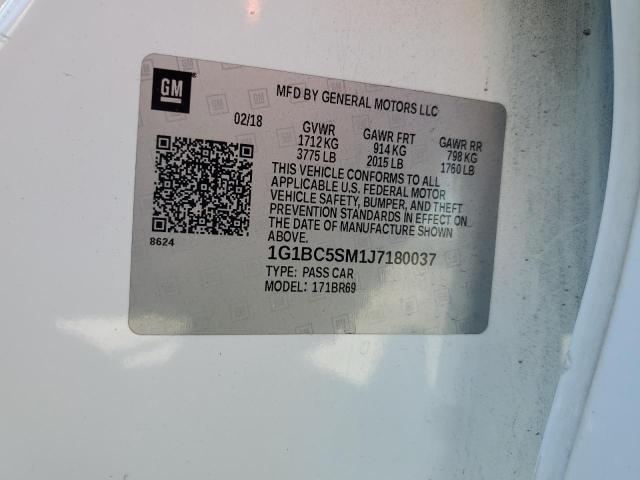 GM
MFD BY GENERAL MOTORS LLC
02/18 GVWR GAWR FRT GAWR RR
1712 KG 914 KG 798 KG
3775 LB 2015 LB 1760 LB
THIS VEHICLE CONFORMS TO ALL
APPLICABLE U.S. FEDERAL MOTOR
VEHICLE SAFETY, BUMPER, AND THEFT
PREVENTION STANDARDS IN EFFECT ON
THE DATE OF MANUFACTURE SHOWN
ABOVE.
8624
1G1BC5SM1J7180037
TYPE: PASS CAR
MODEL: 171BR69